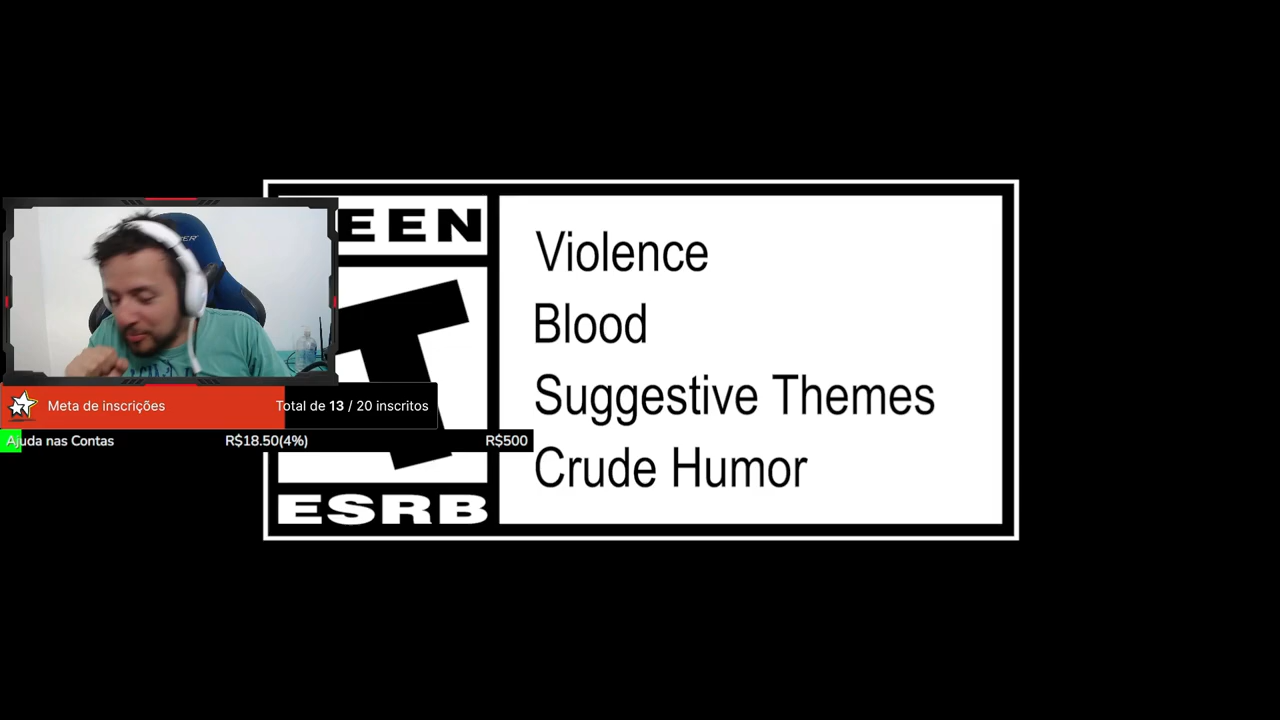 EEN
Violence
Blood
Suggestive Themes
Crude Humor
T
ESRB
Meta de inscrições
Total de 13 / 20 inscritos
Ajuda nas Contas
R$18.50(4%)
R$500